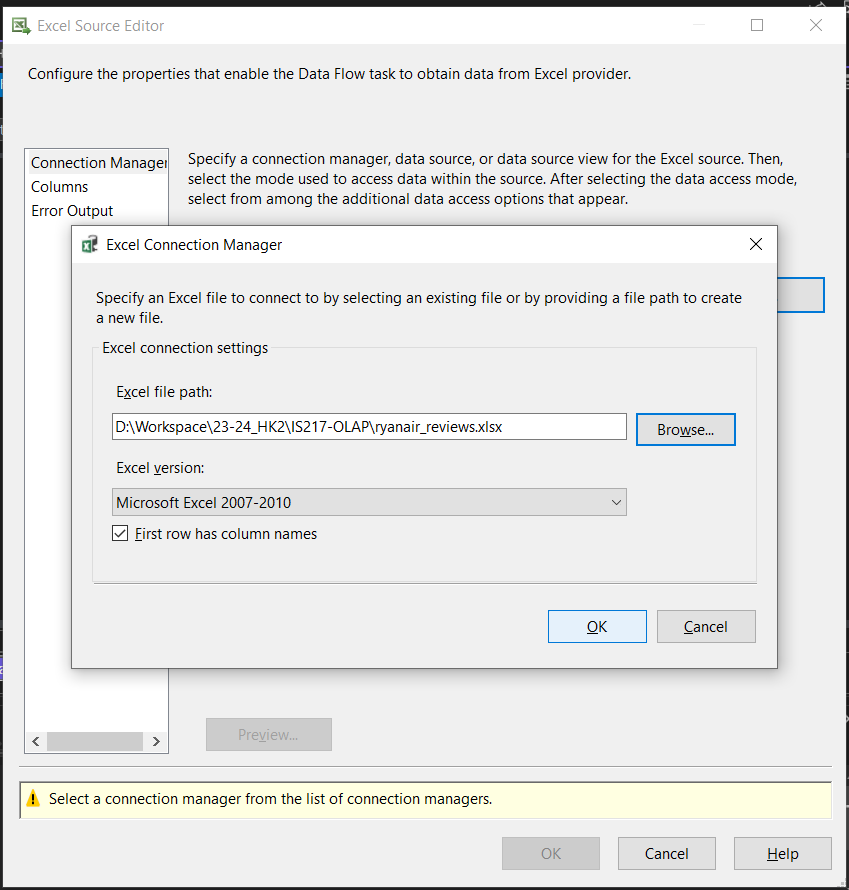 Excel Source Editor
Configure the properties that enable the Data Flow task to obtain data from Excel provider.
Connection Manager
Columns
Error Output
Specify a connection manager, data source, or data source view for the Excel source. Then,
select the mode used to access data within the source. After selecting the data access mode,
select from among the additional data access options that appear.
Excel Connection Manager
Specify an Excel file to connect to by selecting an existing file or by providing a file path to create
a new file.
Excel connection settings
Excel file path:
D:\Workspace\23-24_HK2\IS217-OLAP\ryanair_reviews.xlsx
Browse...
Excel version:
Microsoft Excel 2007-2010
First row has column names
OK
Cancel
Preview...
Select a connection manager from the list of connection managers.
OK
Cancel
Help